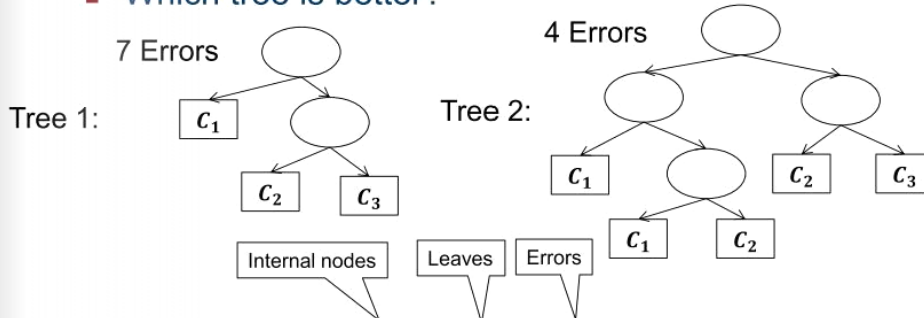 7 Errors
4 Errors
Tree 1:
Tree 2:
C₁
C₂
C₃
C₁
C₂
C₃
C₁
C₂
Internal nodes
Leaves
Errors